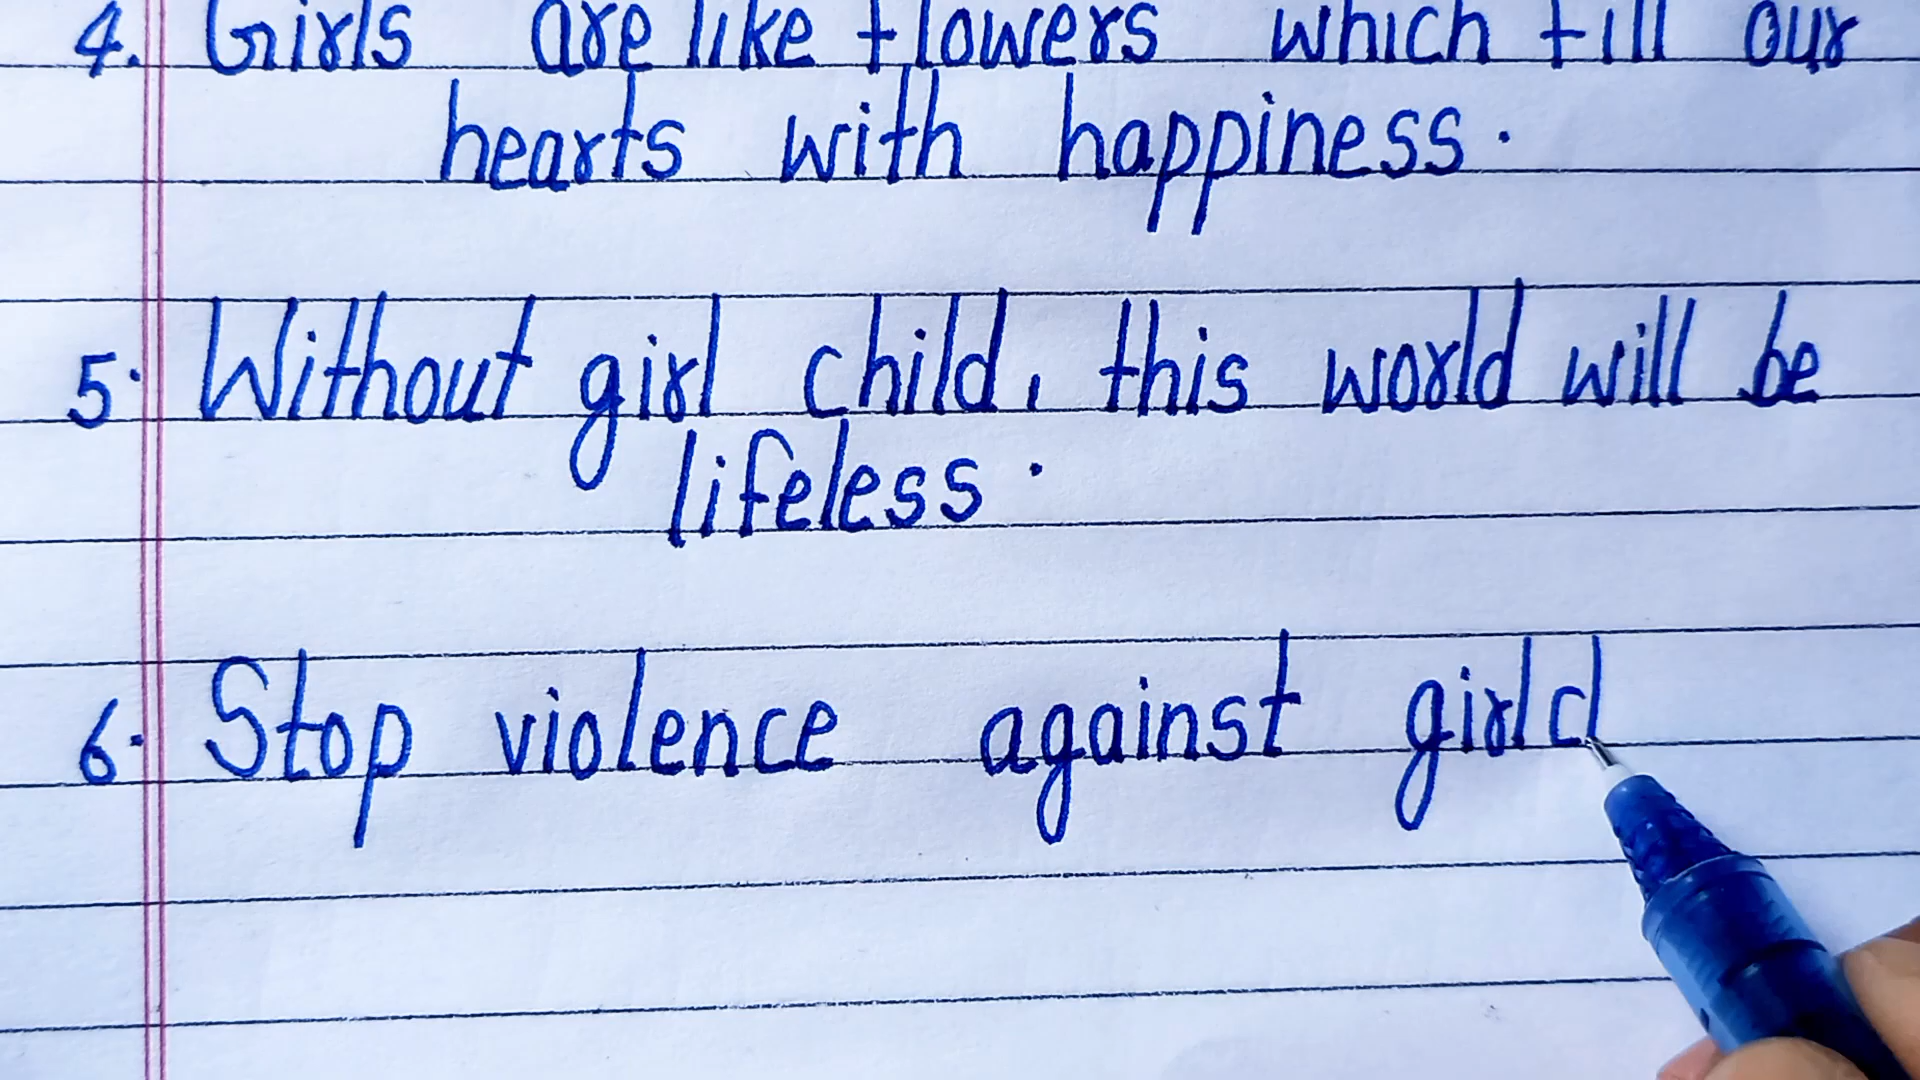 4. Girls are like flowers which fill our
hearts with happiness.
5. Without girl child, this world will be
lifeless.
6. Stop violence against girl c